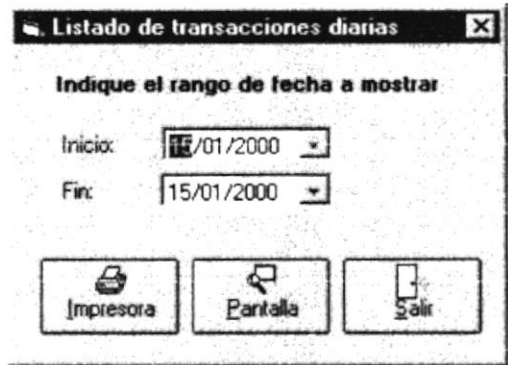 Listado de transacciones diarias
Indique el rango de fecha a mostrar
Inicio: 15/01/2000
Fin: 15/01/2000
Impresora Pantalla Salir